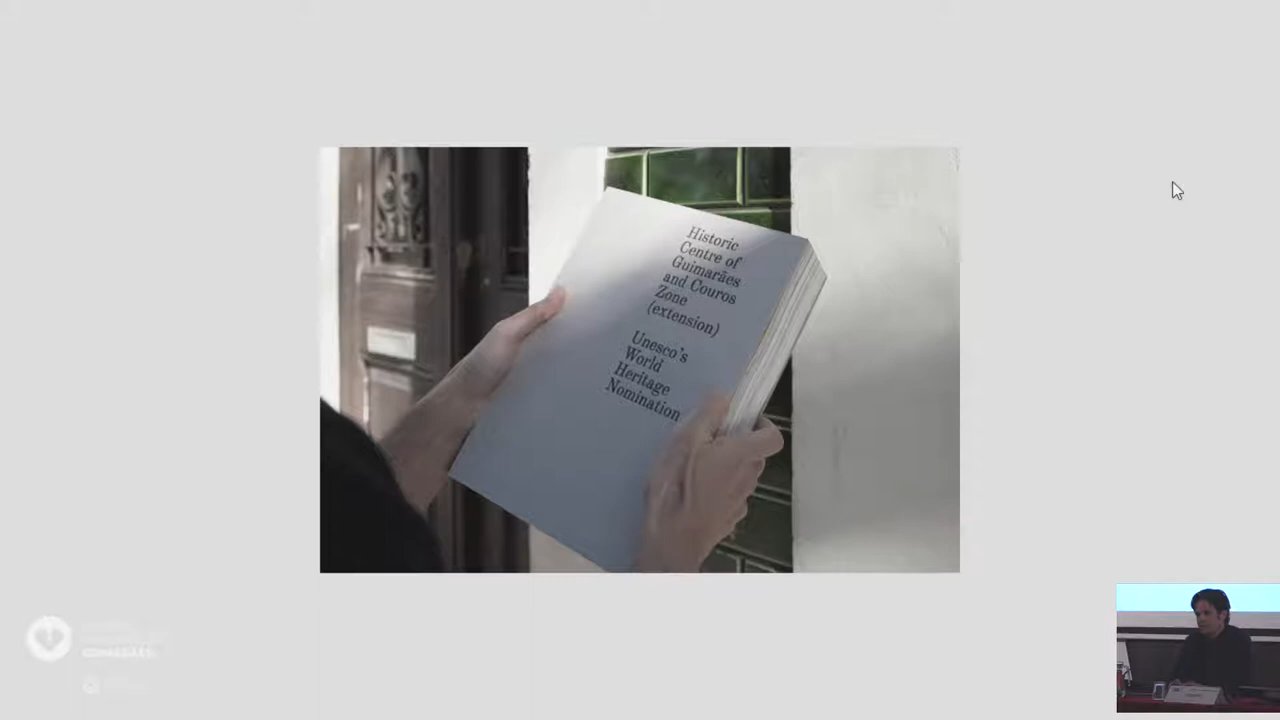 Historic
Centre of
Guimarães
and Couros
Zone
(extension)
Unesco's
World
Heritage
Nomination